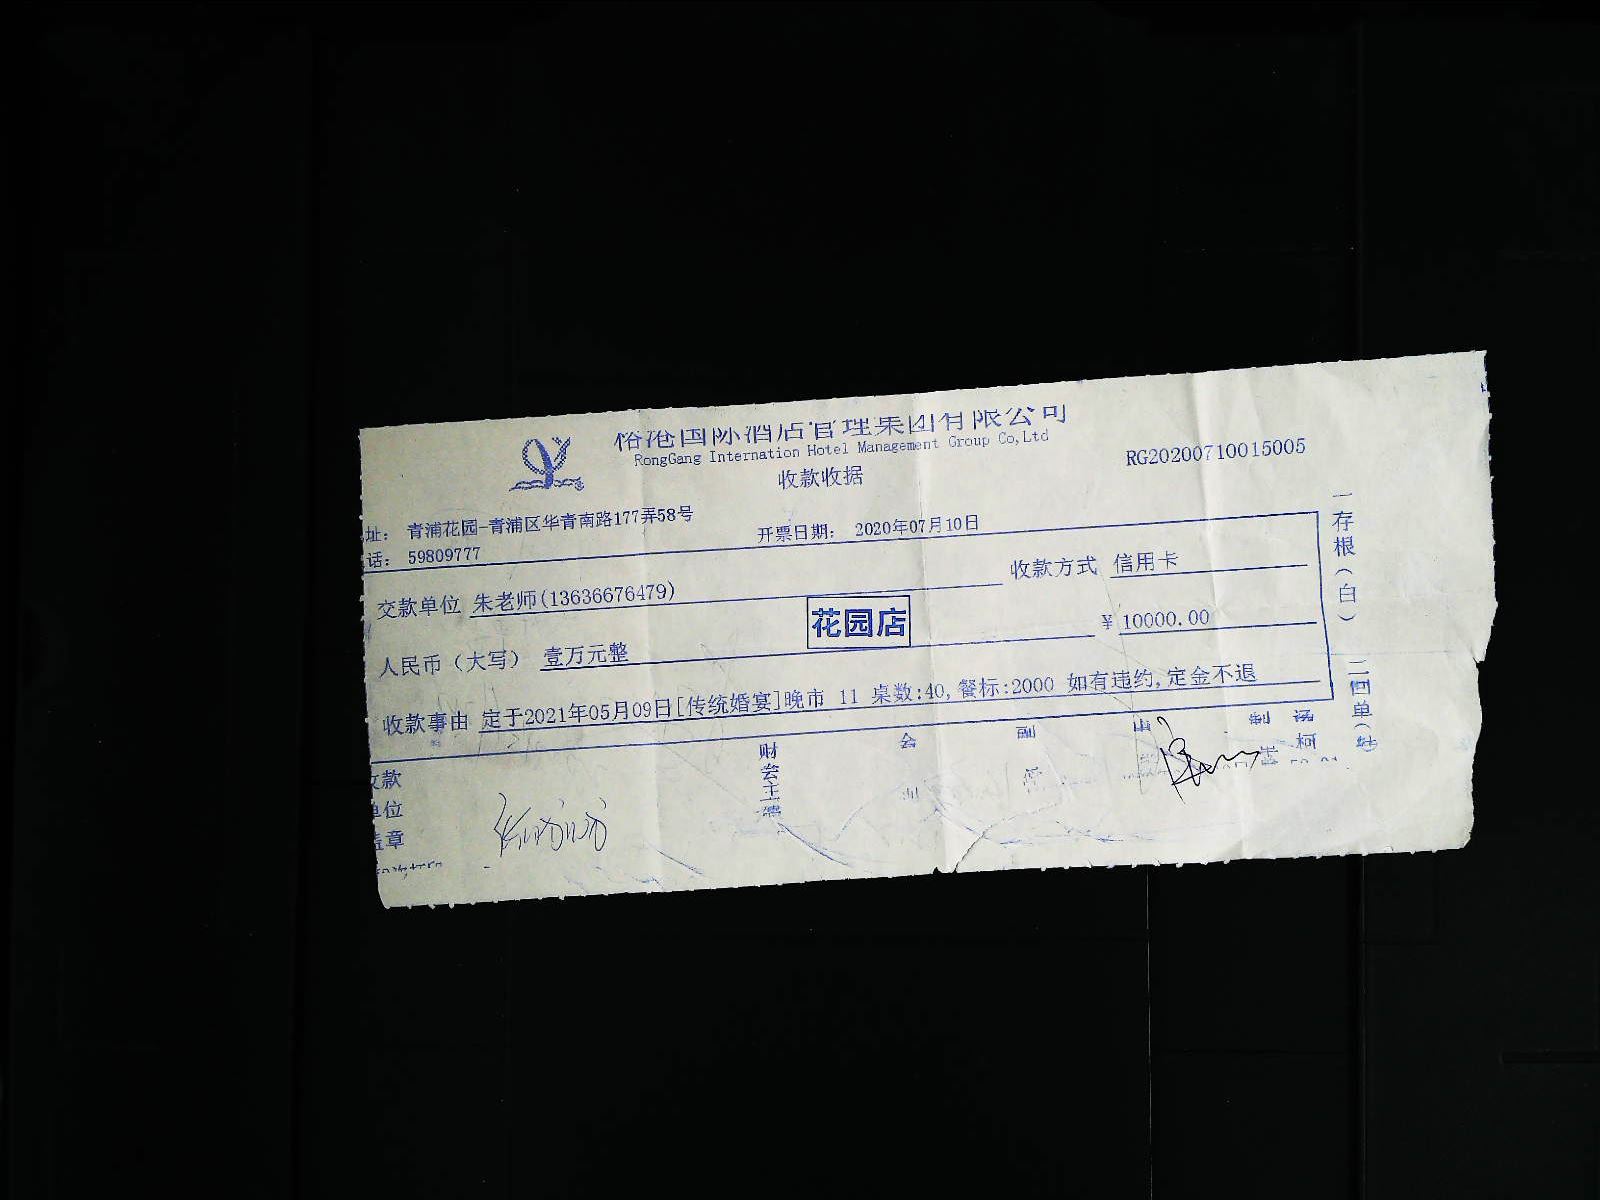 国际酒店管理集团有限公司
RongGang International Hotel Management Group Co,Ltd
收款收据
RG20200710015005
址： 青浦花园-青浦区华青南路177弄58号
话： 59809777
开票日期： 2020年07月10日
交款单位 朱老师(13636676479)
收款方式 信用卡
花园店
人民币（大写） 壹万元整
￥10000.00
收款事由 定于2021年05月09日[传统婚宴]晚市 11 桌数:40,餐标:2000 如有违约,定金不退
一存根(白)
二回单(
收款
单位
盖章
财会主
会
副
制
柯